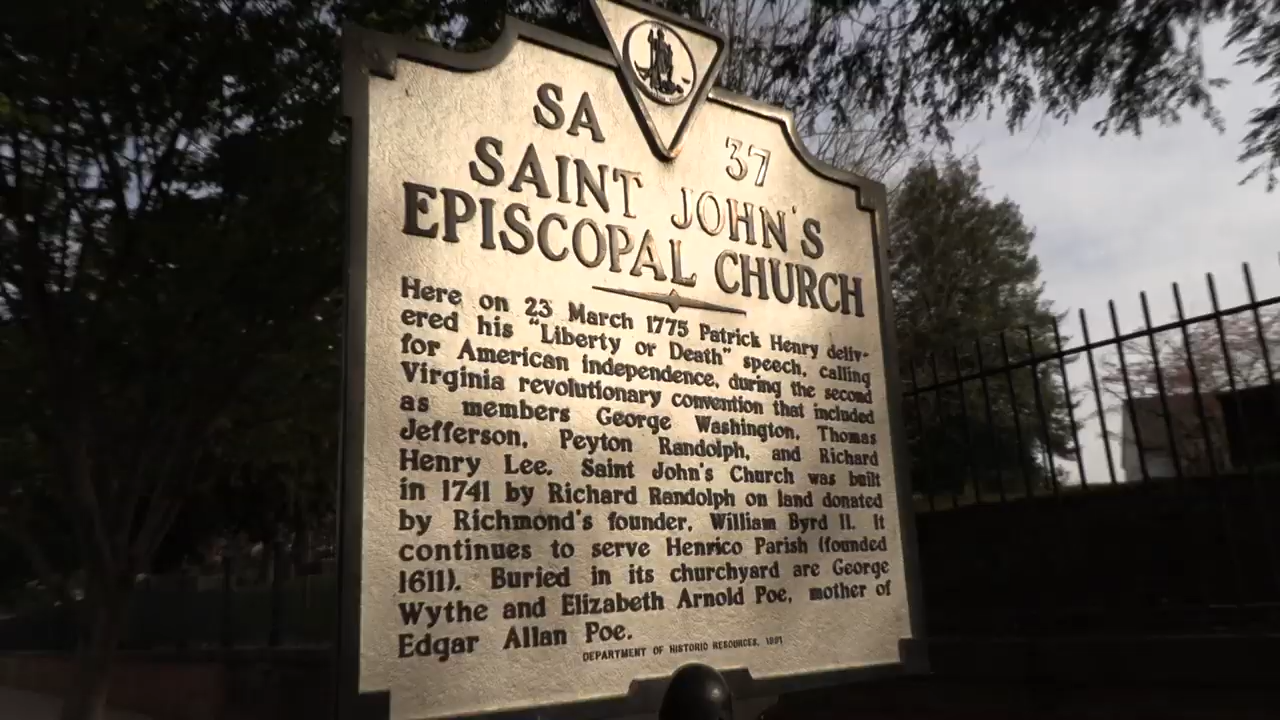 SA 37
SAINT JOHN'S
EPISCOPAL CHURCH
Here on 23 March 1775 Patrick Henry deliv-
ered his "Liberty or Death" speech, calling
for American independence, during the second
Virginia revolutionary convention that included
as members George Washington, Thomas
Jefferson, Peyton Randolph, and Richard
Henry Lee. Saint John's Church was built
in 1741 by Richard Randolph on land donated
by Richmond's founder, William Byrd II. It
continues to serve Henrico Parish (founded
1611). Buried in its churchyard are George
Wythe and Elizabeth Arnold Poe, mother of
Edgar Allan Poe.
DEPARTMENT OF HISTORIC RESOURCES, 1991